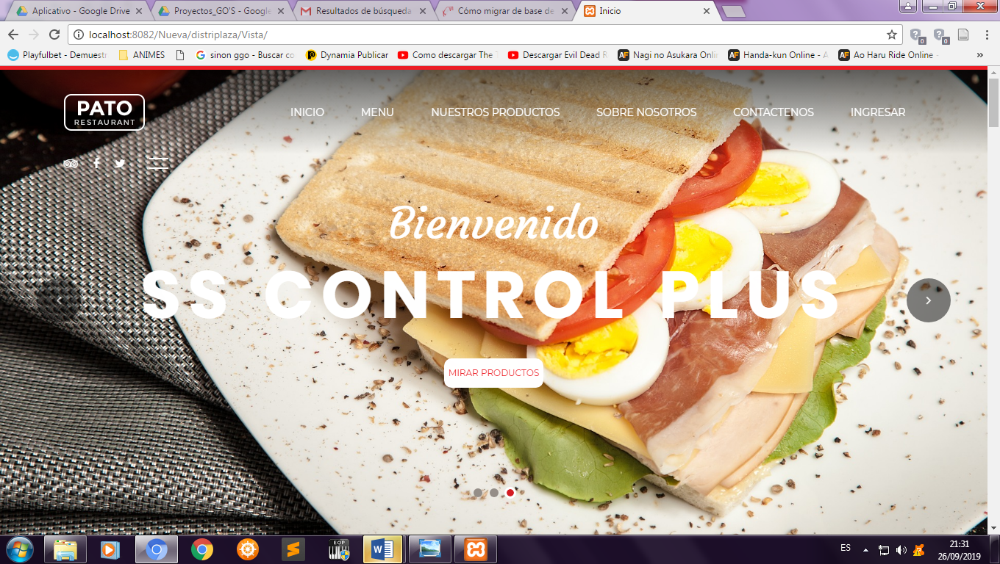 Aplicativo - Google Drive
Proyectos_GO'S - Google
Resultados de búsqueda
Cómo migrar de base de
Inicio
localhost:8082/Nueva/distriplaza/Vista/
Playfulbet - Demuestr
ANIMES
sinon ggo - Buscar co
Dynamia Publicar
Como descargar The
Descargar Evil Dead R
Nagi no Asukara Onli
Handa-kun Online - A
Ao Haru Ride Online -
»
0
0
PATO
RESTAURANT
INICIO
MENU
NUESTROS PRODUCTOS
SOBRE NOSOTROS
CONTACTENOS
INGRESAR
Bienvenido
SS CONTROL PLUS
MIRAR PRODUCTOS
EOP
ES
21:31
26/09/2019